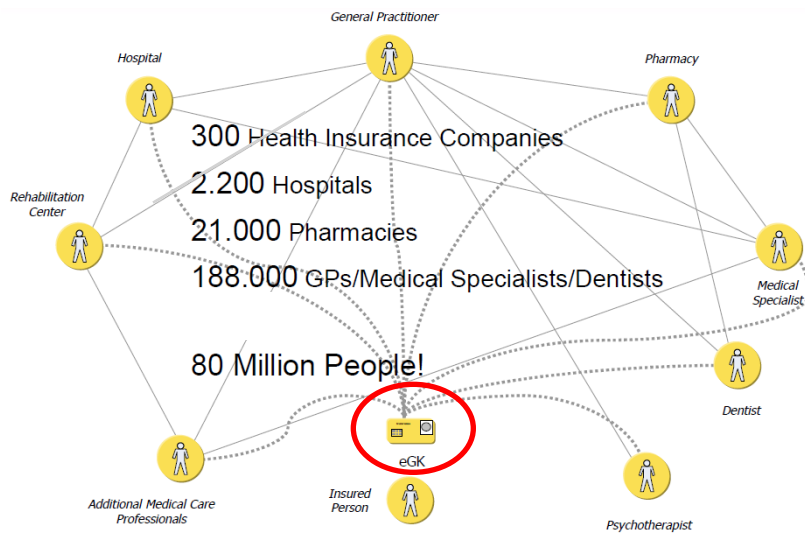 General Practitioner
Hospital
Pharmacy
300 Health Insurance Companies
2.200 Hospitals
Rehabilitation
Center
21.000 Pharmacies
188.000 GPs/Medical Specialists/Dentists
Medical
Specialist
80 Million People!
Dentist
eGK
Insured
Person
Additional Medical Care
Professionals
Psychotherapist